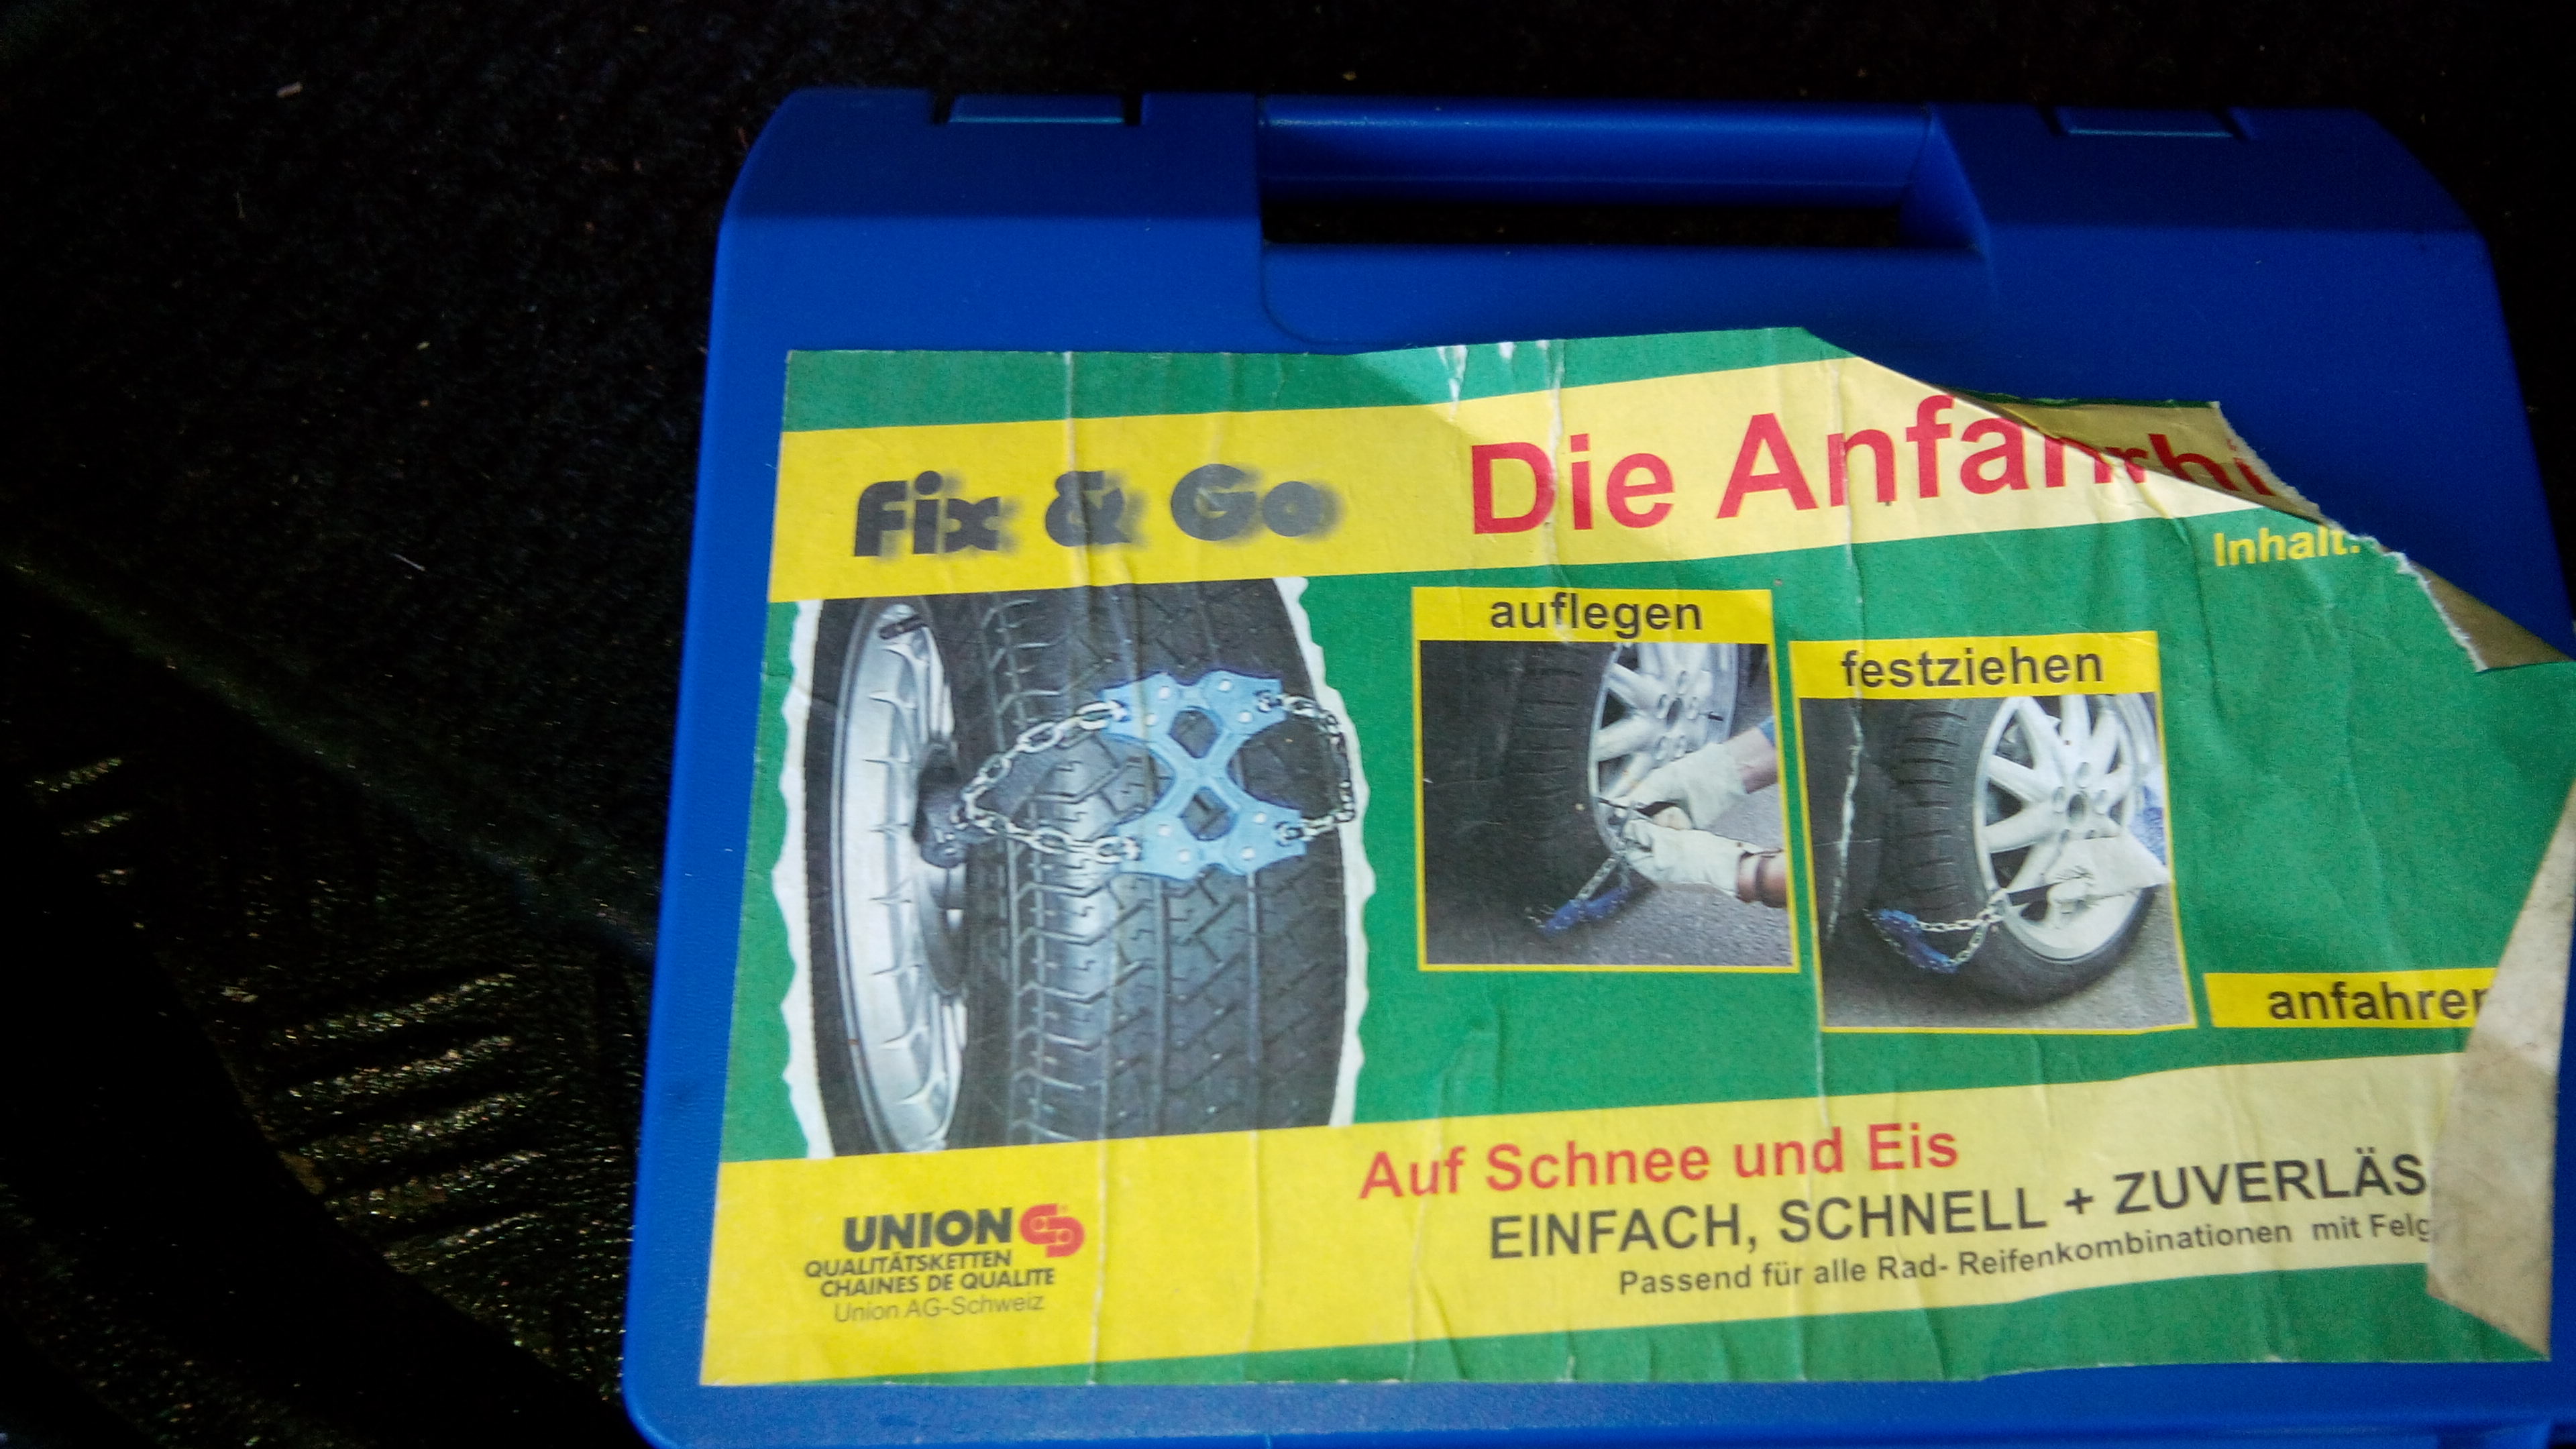 Fix & Go
Die Anfahrhi
Inhalt:
auflegen
festziehen
anfahren
Auf Schnee und Eis
EINFACH, SCHNELL + ZUVERLÄS
Passend für alle Rad- Reifenkombinationen mit Felg
UNION
QUALITÄTSKETTEN
CHAINES DE QUALITE
Union AG-Schweiz